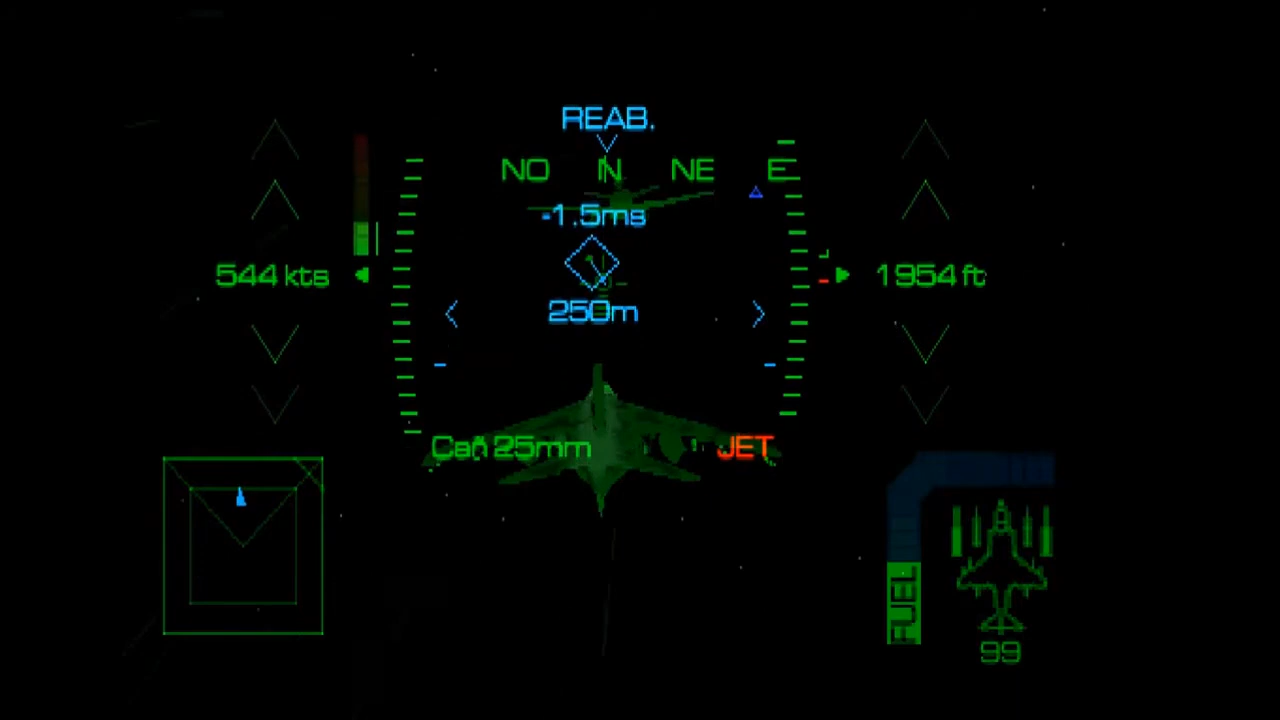 REAB.
NO N NE E
-1.5ms
544 kts
1954 ft
250m
Can 25mm
JET
FUEL
99